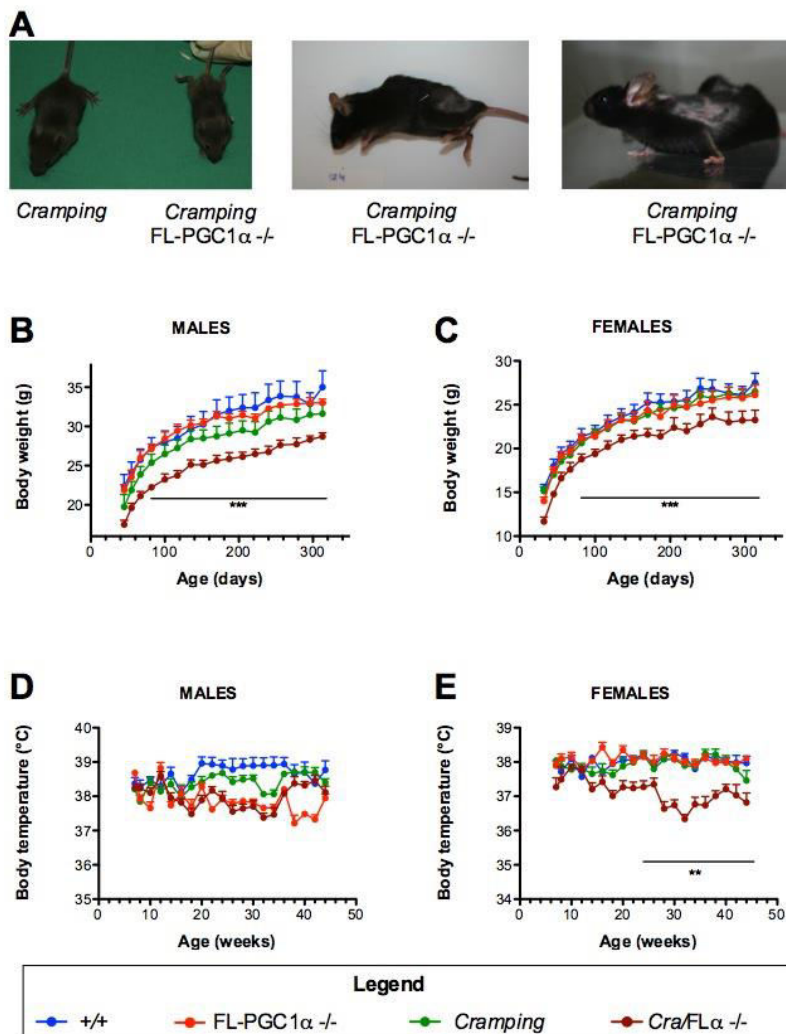 A
Cramping
Cramping
FL-PGC1α -/-
Cramping
FL-PGC1α -/-
Cramping
FL-PGC1α -/-
B
MALES
Body weight (g)
35
30
25
20
0 100 200 300
***
Age (days)
C
FEMALES
Body weight (g)
30
25
20
15
10
0 100 200 300
***
Age (days)
D
MALES
Body temperature (°C)
40
39
38
37
36
35
0 10 20 30 40 50
Age (weeks)
E
FEMALES
Body temperature (°C)
39
38
37
36
35
34
0 10 20 30 40 50
**
Age (weeks)
Legend
+/+ FL-PGC1α -/- Cramping Cra/FLα -/-